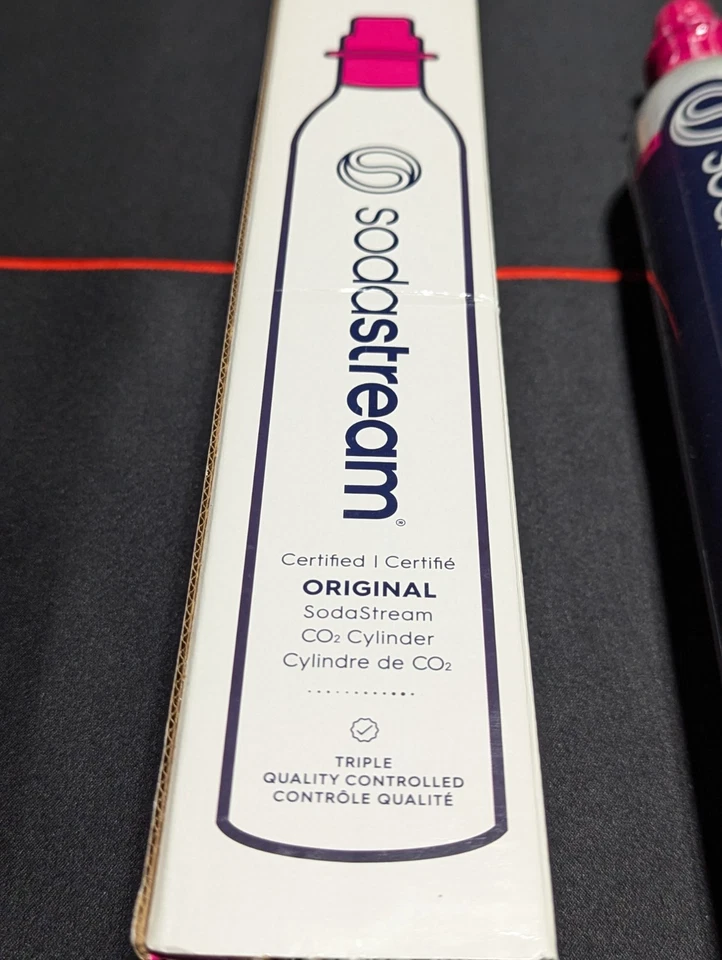 sodastream®
Certified | Certifié
ORIGINAL
SodaStream
CO₂ Cylinder
Cylindre de CO₂
TRIPLE
QUALITY CONTROLLED
CONTRÔLE QUALITÉ